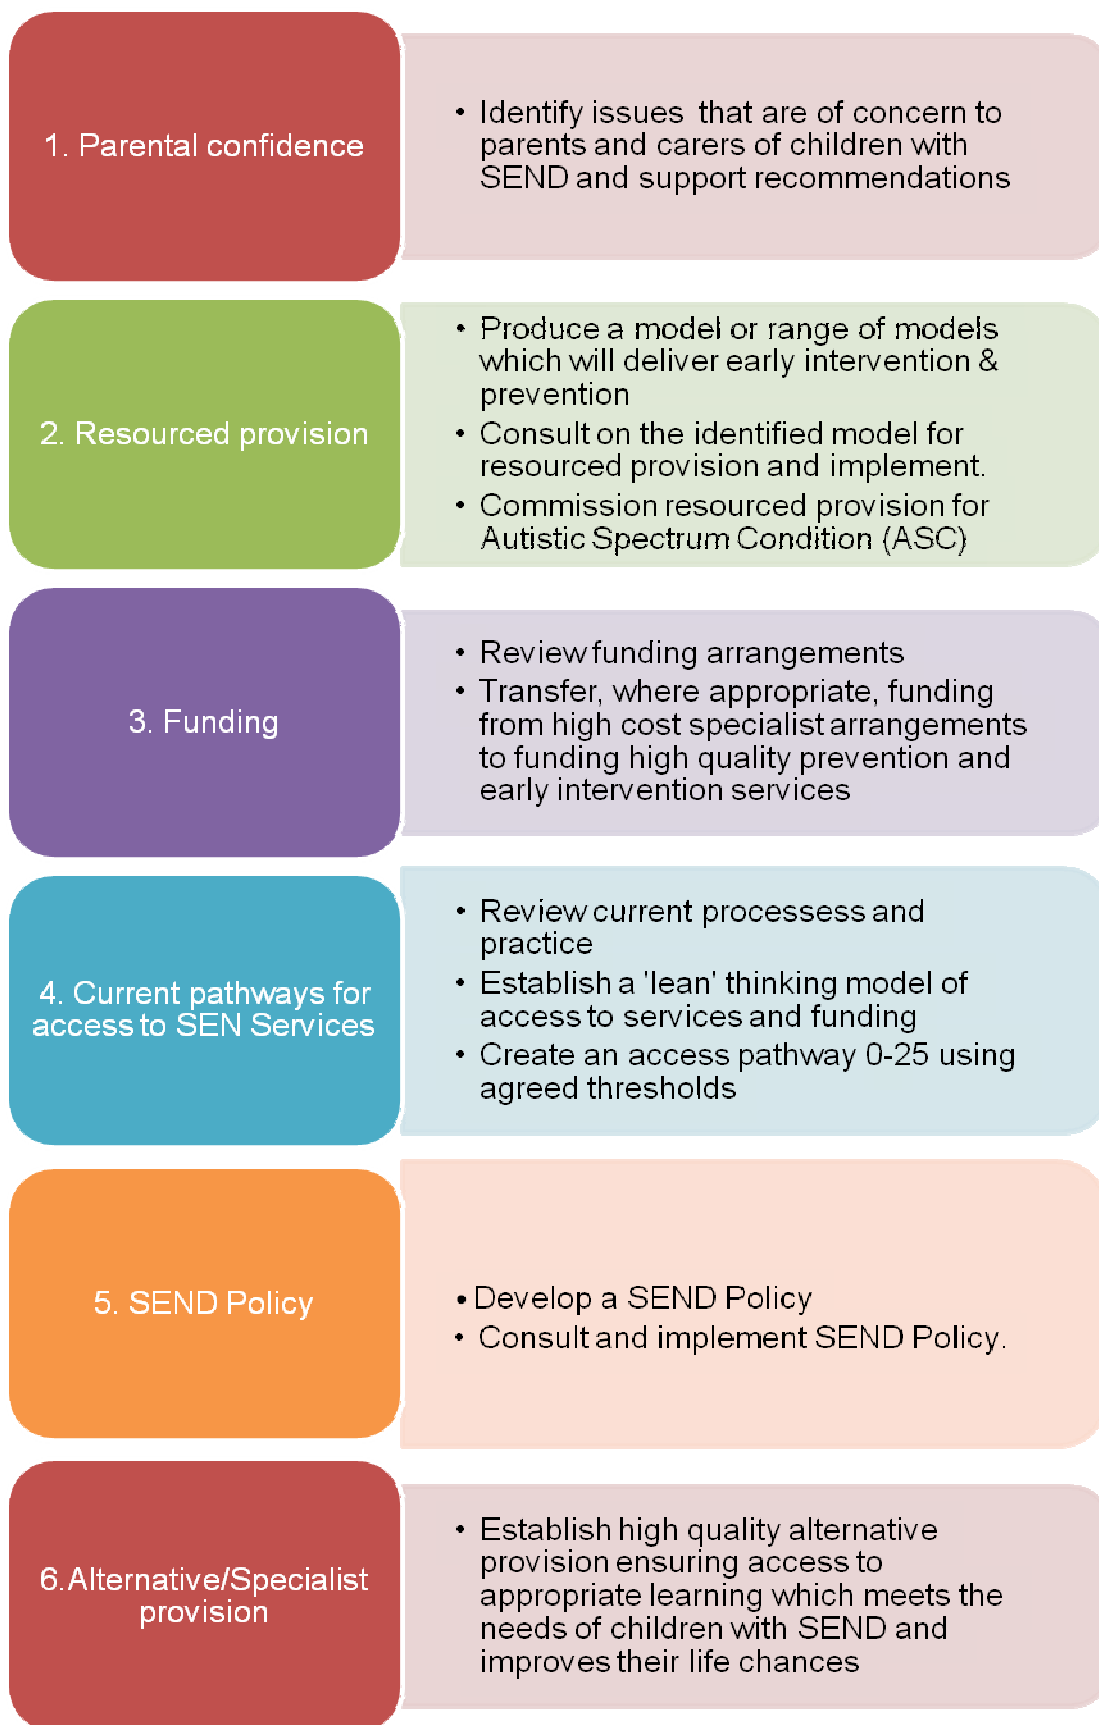 1. Parental confidence
• Identify issues that are of concern to
parents and carers of children with
SEND and support recommendations
2. Resourced provision
• Produce a model or range of models
which will deliver early intervention &
prevention
• Consult on the identified model for
resourced provision and implement.
• Commission resourced provision for
Autistic Spectrum Condition (ASC)
3. Funding
• Review funding arrangements
• Transfer, where appropriate, funding
from high cost specialist arrangements
to funding high quality prevention and
early intervention services
4. Current pathways for
access to SEN Services
• Review current processess and
practice
• Establish a 'lean' thinking model of
access to services and funding
• Create an access pathway 0-25 using
agreed thresholds
5. SEND Policy
• Develop a SEND Policy
• Consult and implement SEND Policy.
6.Alternative/Specialist
provision
• Establish high quality alternative
provision ensuring access to
appropriate learning which meets the
needs of children with SEND and
improves their life chances